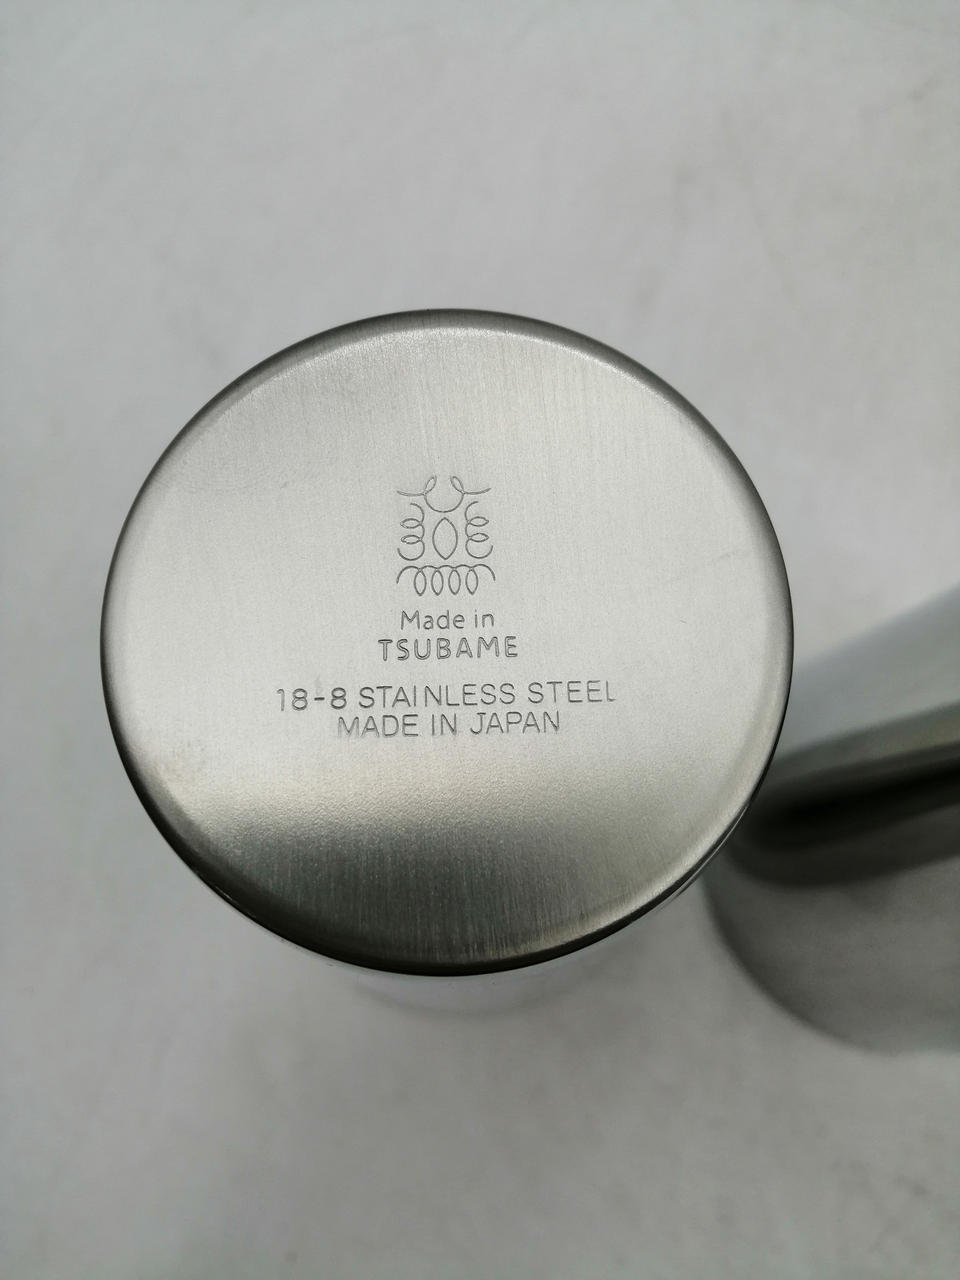 Made in
TSUBAME
18-8 STAINLESS STEEL
MADE IN JAPAN